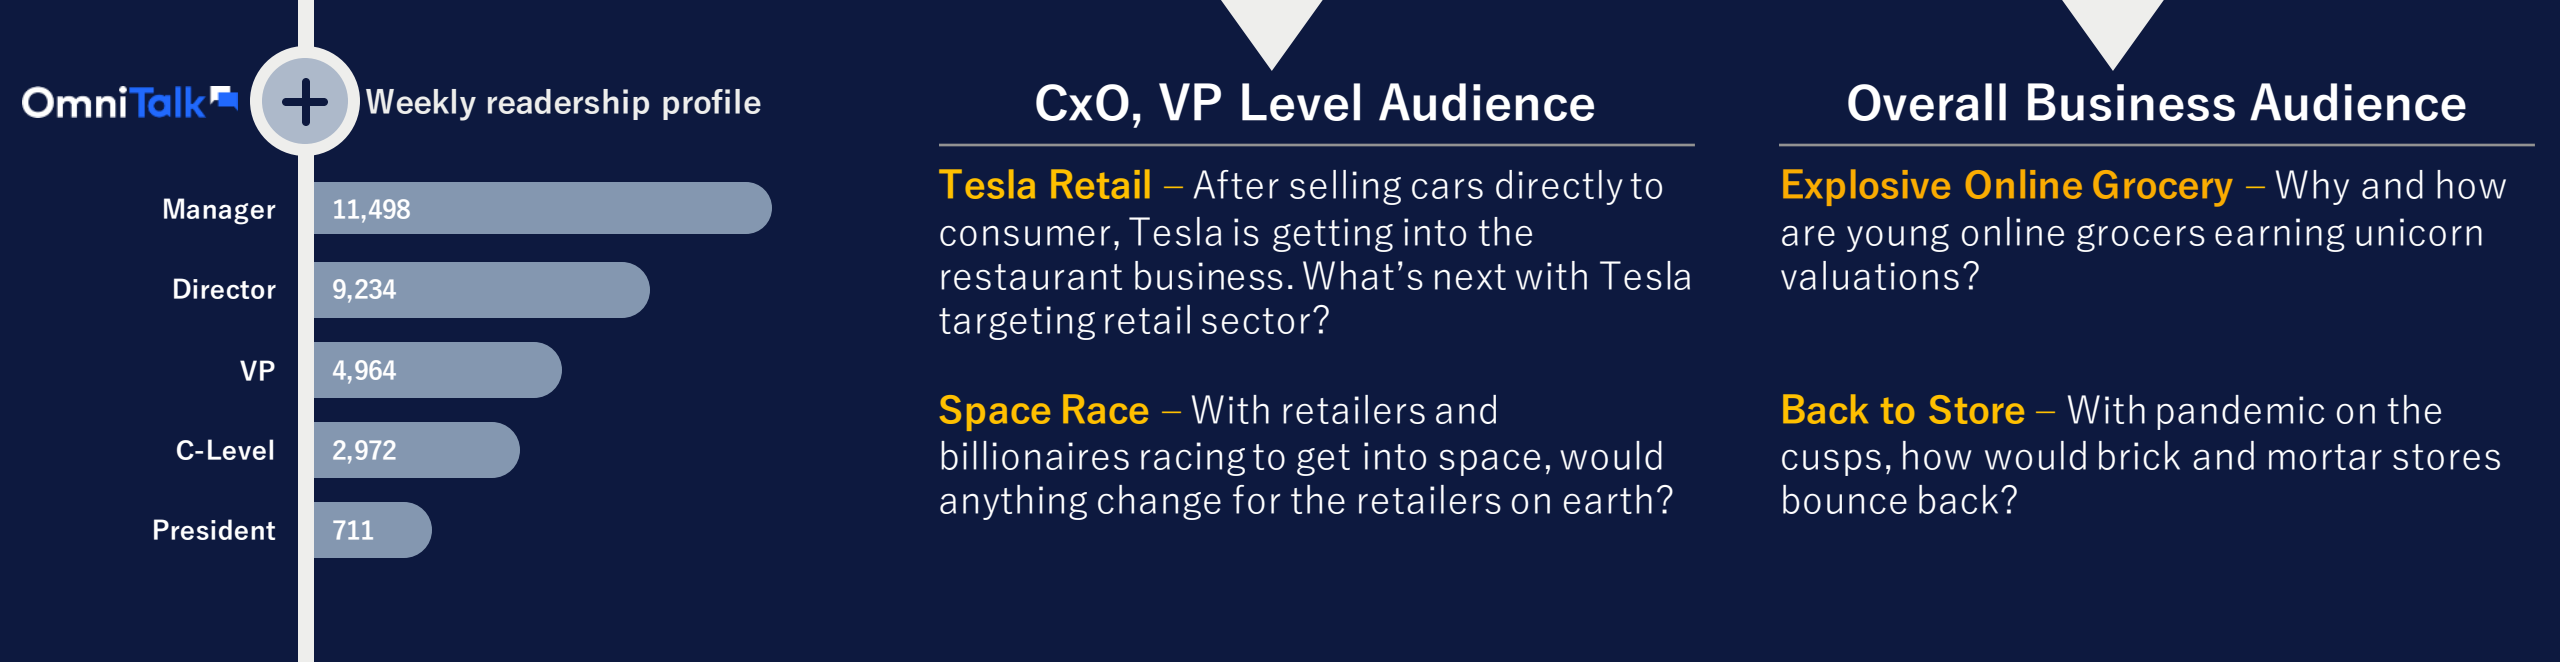 OmniTalk
Weekly readership profile
Manager 11,498
Director 9,234
VP 4,964
C-Level 2,972
President 711
CxO, VP Level Audience
Tesla Retail – After selling cars directly to
consumer, Tesla is getting into the
restaurant business. What’s next with Tesla
targeting retail sector?
Space Race – With retailers and
billionaires racing to get into space, would
anything change for the retailers on earth?
Overall Business Audience
Explosive Online Grocery – Why and how
are young online grocers earning unicorn
valuations?
Back to Store – With pandemic on the
cusps, how would brick and mortar stores
bounce back?